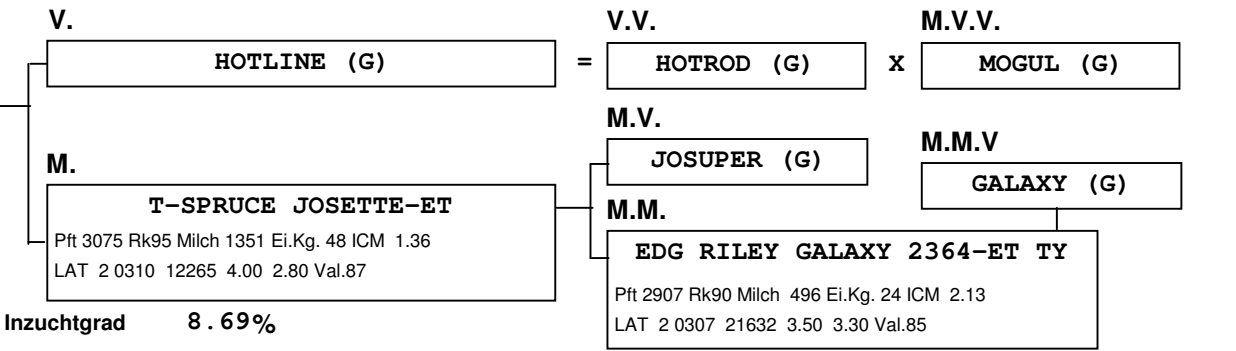 V.
V.V.
M.V.V.
HOTLINE (G)
=
HOTROD (G)
X
MOGUL (G)
M.V.
JOSUPER (G)
M.M.V
GALAXY (G)
M.
T-SPRUCE JOSETTE-ET
Pft 3075 Rk95 Milch 1351 Ei.Kg. 48 ICM 1.36
LAT 2 0310 12265 4.00 2.80 Val.87
M.M.
EDG RILEY GALAXY 2364-ET TY
Pft 2907 Rk90 Milch 496 Ei.Kg. 24 ICM 2.13
LAT 2 0307 21632 3.50 3.30 Val.85
Inzuchtgrad 8.69%